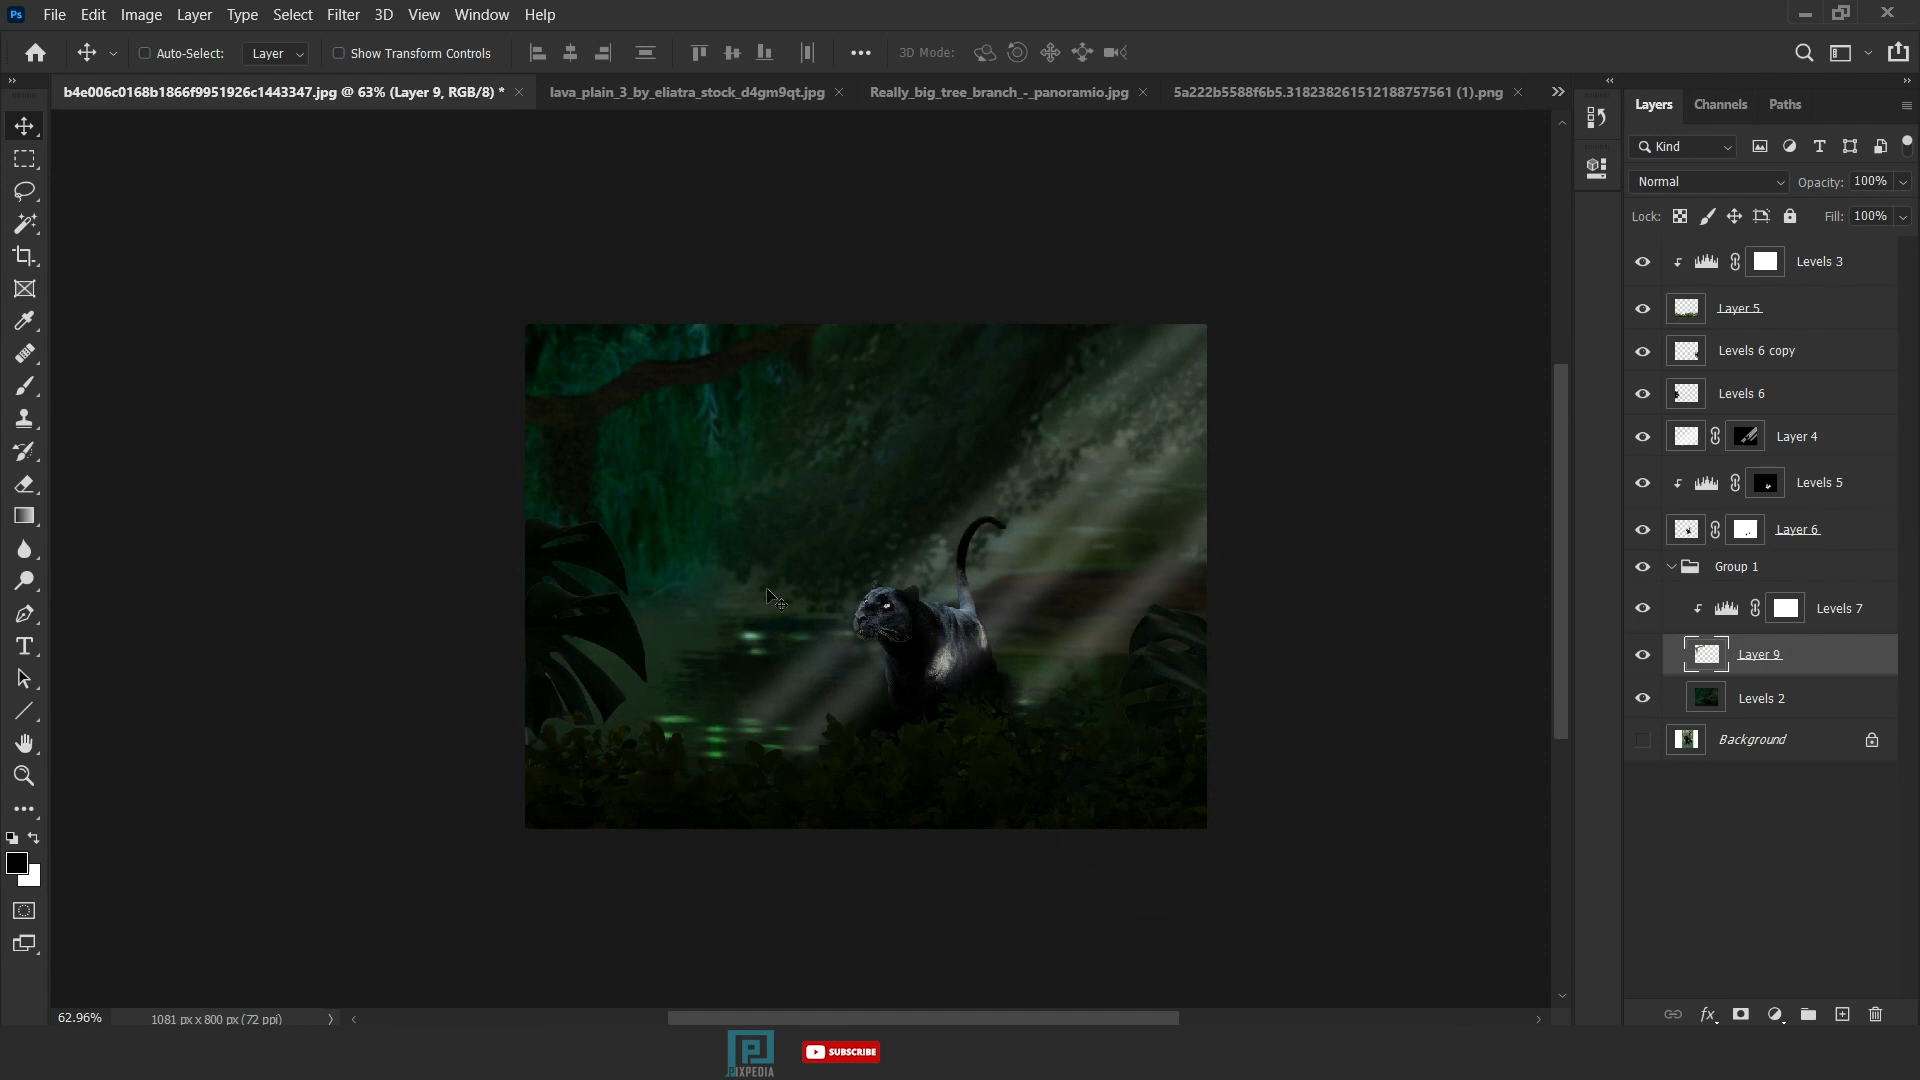 Ps File Edit Image Layer Type Select Filter 3D View Window Help
Auto-Select: Layer Show Transform Controls 3D Mode:
b4e006c0168b1866f9951926c1443347.jpg @ 63% (Layer 9, RGB/8) * lava_plain_3_by_eliatra_stock_d4gm9qt.jpg Really_big_tree_branch_-_panoramio.jpg 5a222b5588f6b5.318238261512188757561 (1).png
Layers Channels Paths
Kind
Normal Opacity: 100%
Lock: Fill: 100%
Levels 3
Layer 5
Levels 6 copy
Levels 6
Layer 4
Levels 5
Layer 6
Group 1
Levels 7
Layer 9
Levels 2
Background
62.96% 1081 px x 800 px (72 ppi)
fx
PIXPEDIA
SUBSCRIBE